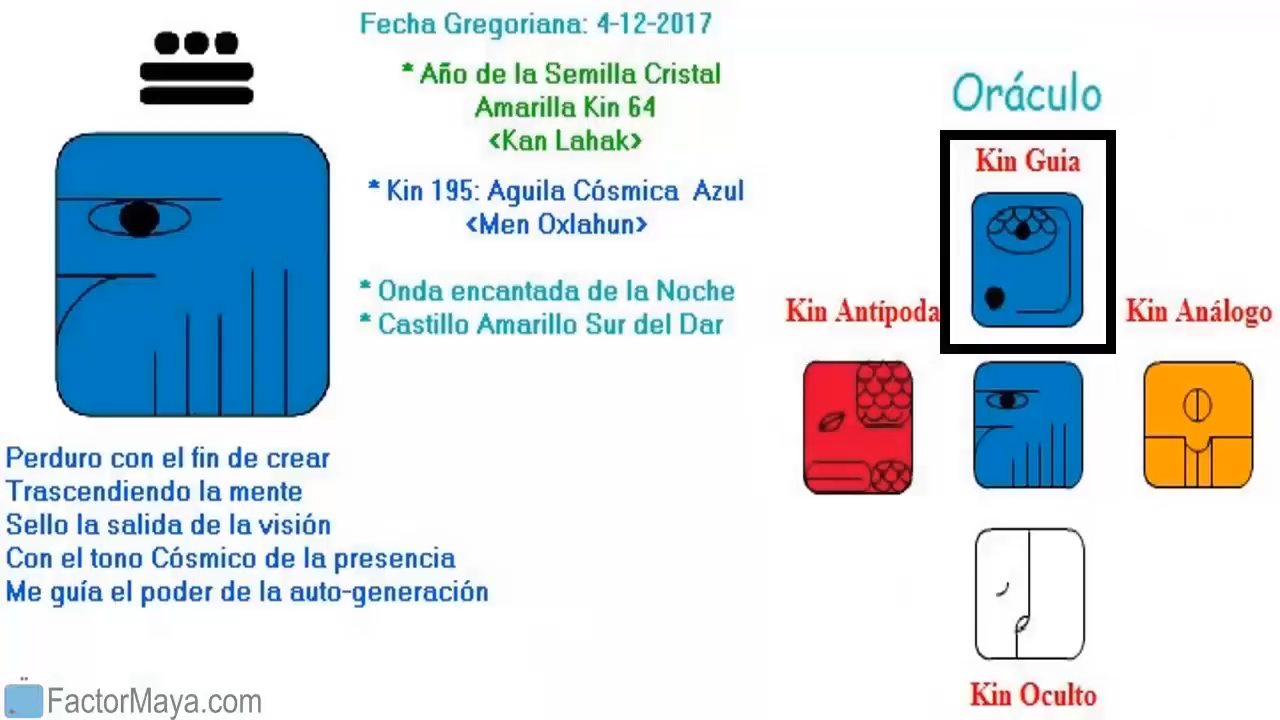 Fecha Gregoriana: 4-12-2017
* Año de la Semilla Cristal
Amarilla Kin 64
<Kan Lahak>
* Kin 195: Aguila Cósmica Azul
<Men Oxlahun>
* Onda encantada de la Noche
* Castillo Amarillo Sur del Dar
Perduro con el fin de crear
Trascendiendo la mente
Sello la salida de la visión
Con el tono Cósmico de la presencia
Me guía el poder de la auto-generación
Oráculo
Kin Guia
Kin Antípoda
Kin Análogo
Kin Oculto
FactorMaya.com